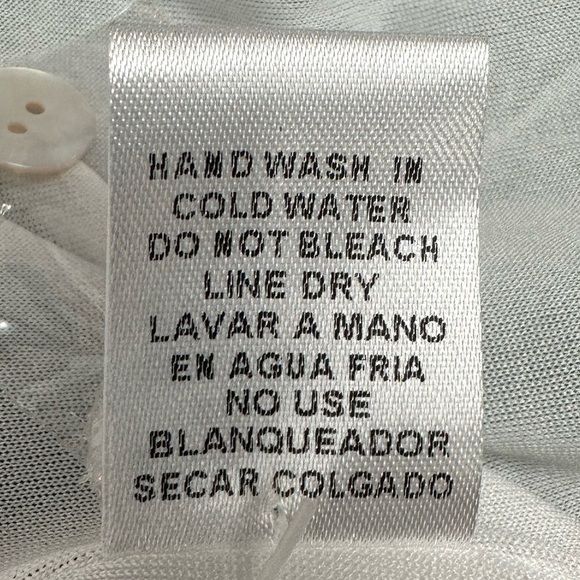 HAND WASH IN
COLD WATER
DO NOT BLEACH
LINE DRY
LAVAR A MANO
EN AGUA FRIA
NO USE
BLANQUEADOR
SECAR COLGADO